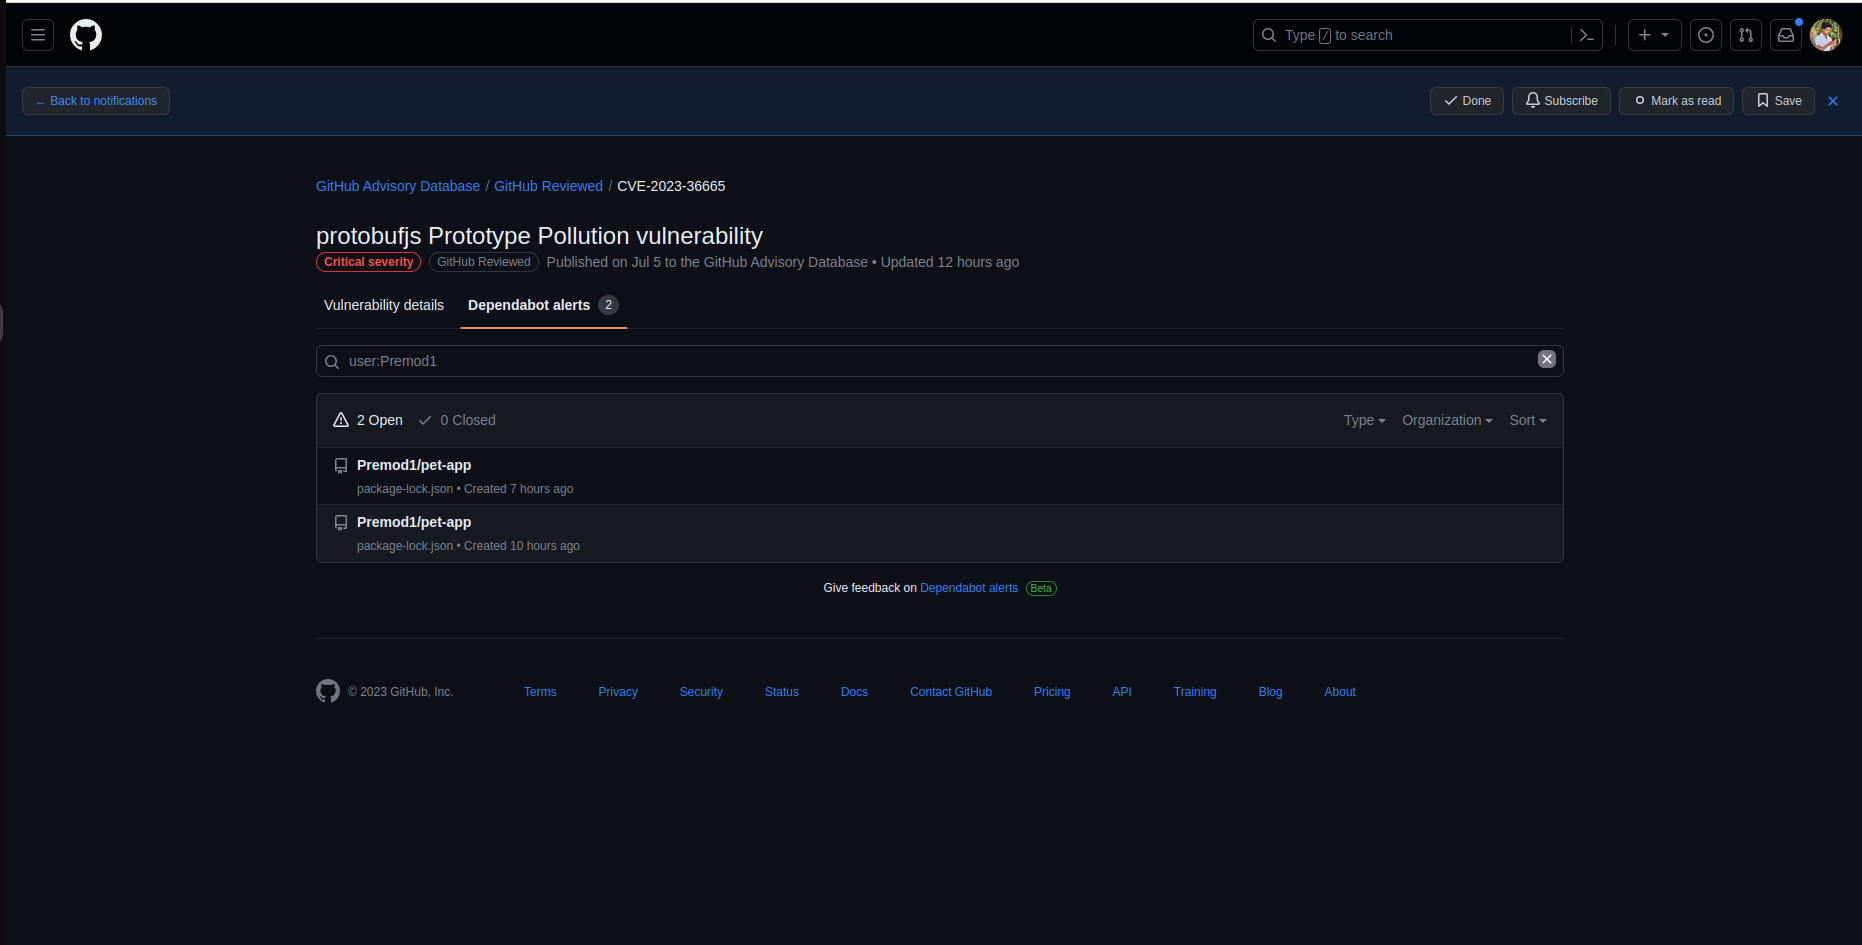 Type / to search
← Back to notifications
Done Subscribe Mark as read Save
GitHub Advisory Database / GitHub Reviewed / CVE-2023-36665
protobufjs Prototype Pollution vulnerability
Critical severity GitHub Reviewed Published on Jul 5 to the GitHub Advisory Database • Updated 12 hours ago
Vulnerability details Dependabot alerts 2
user:Premod1
2 Open 0 Closed Type Organization Sort
Premod1/pet-app
package-lock.json • Created 7 hours ago
Premod1/pet-app
package-lock.json • Created 10 hours ago
Give feedback on Dependabot alerts Beta
© 2023 GitHub, Inc. Terms Privacy Security Status Docs Contact GitHub Pricing API Training Blog About